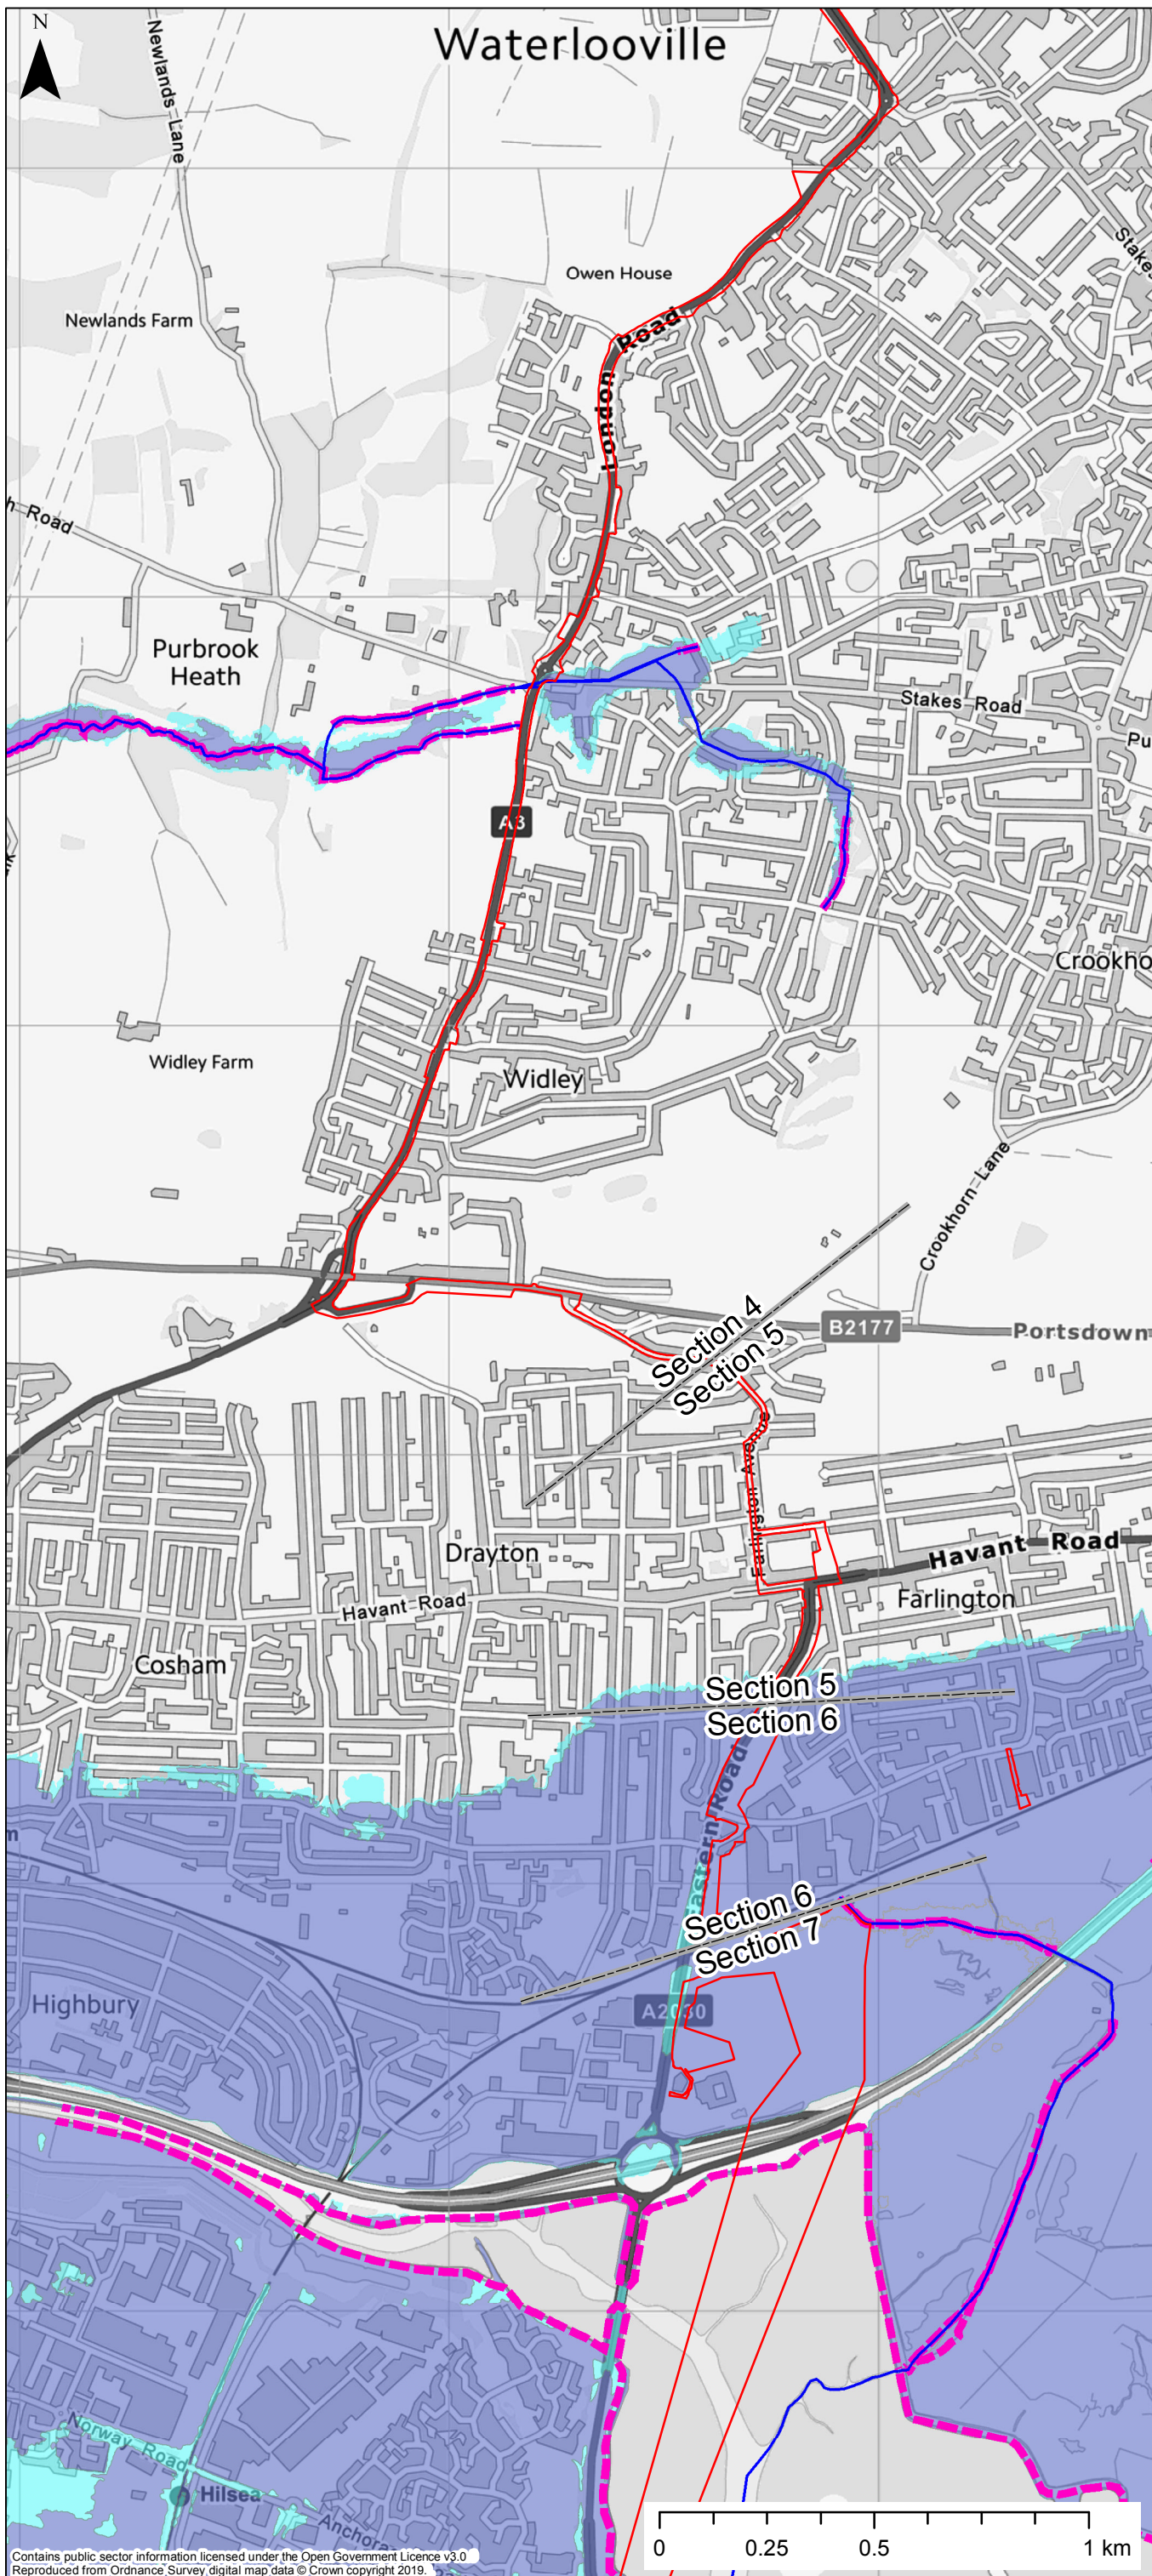 N
Waterlooville
Newlands Lane
Stakes
Owen House
Newlands Farm
London Road
h Road
Purbrook
Heath
Stakes Road
Pu
A3
Crookho
Widley Farm
Widley
Crookhorn Lane
Section 4
Section 5
B2177
Portsdown
Farlington Avenue
Havant Road
Drayton
Farlington
Havant Road
Cosham
Section 5
Section 6
Eastern Road
m
Section 6
Section 7
Highbury
A2030
Norway Road
Hilsea
Anchora
0 0.25 0.5 1 km
Contains public sector information licensed under the Open Government Licence v3.0
Reproduced from Ordnance Survey digital map data © Crown copyright 2019.